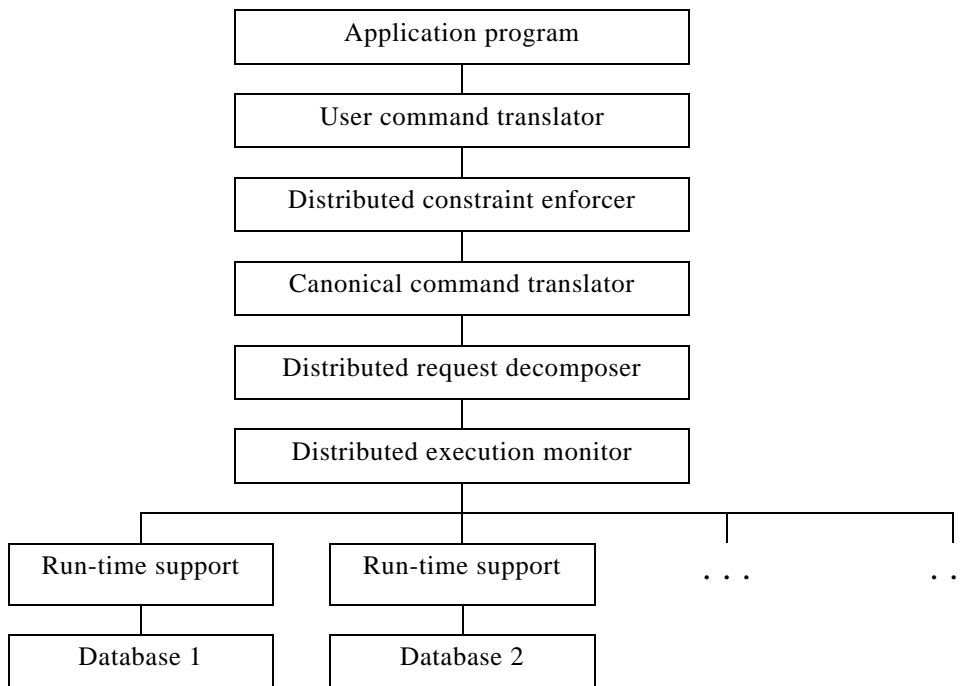 Application program
User command translator
Distributed constraint enforcer
Canonical command translator
Distributed request decomposer
Distributed execution monitor
Run-time support
Run-time support
. . .
. .
Database 1
Database 2